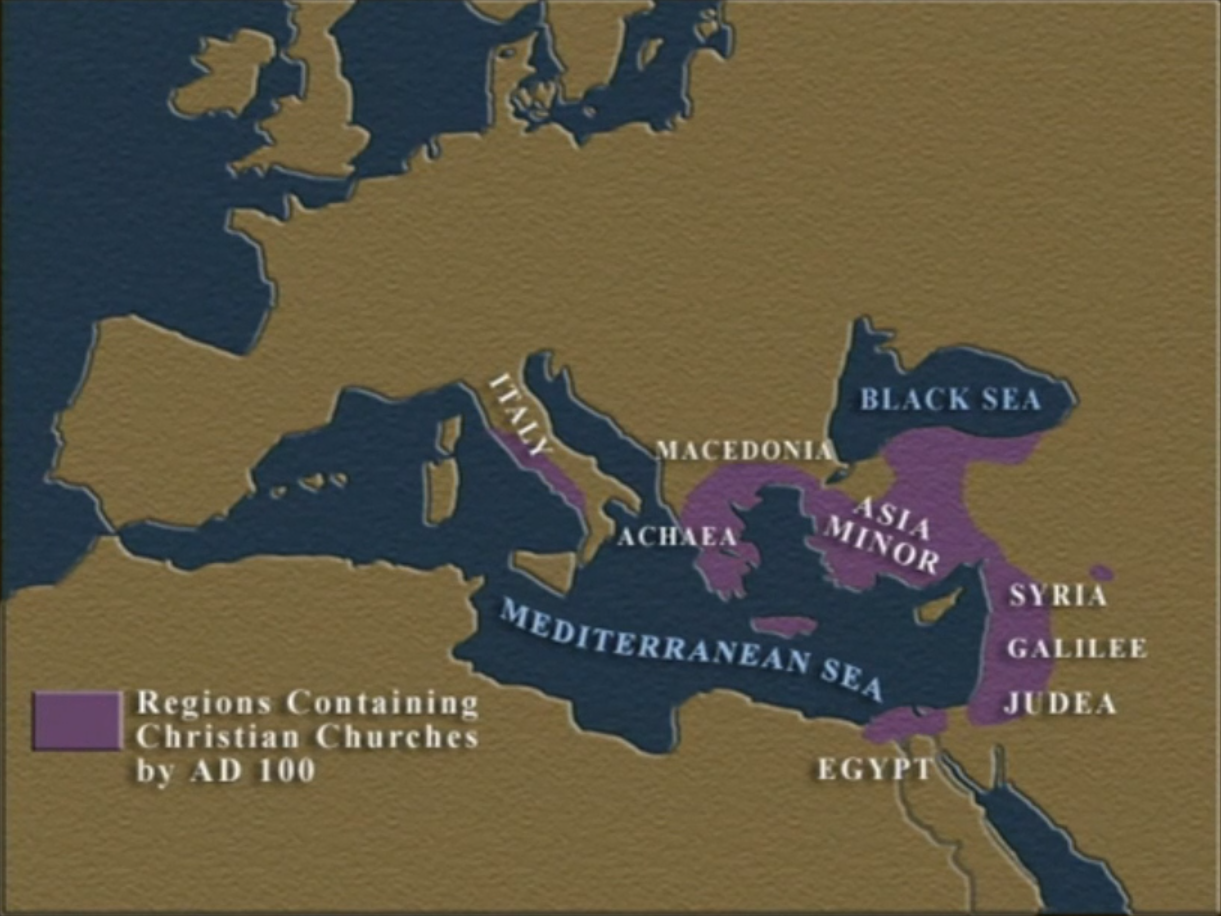 BLACK SEA
ITALY
MACEDONIA
ASIA
MINOR
ACHAEA
SYRIA
MEDITERRANEAN SEA
GALILEE
JUDEA
Regions Containing
Christian Churches
by AD 100
EGYPT